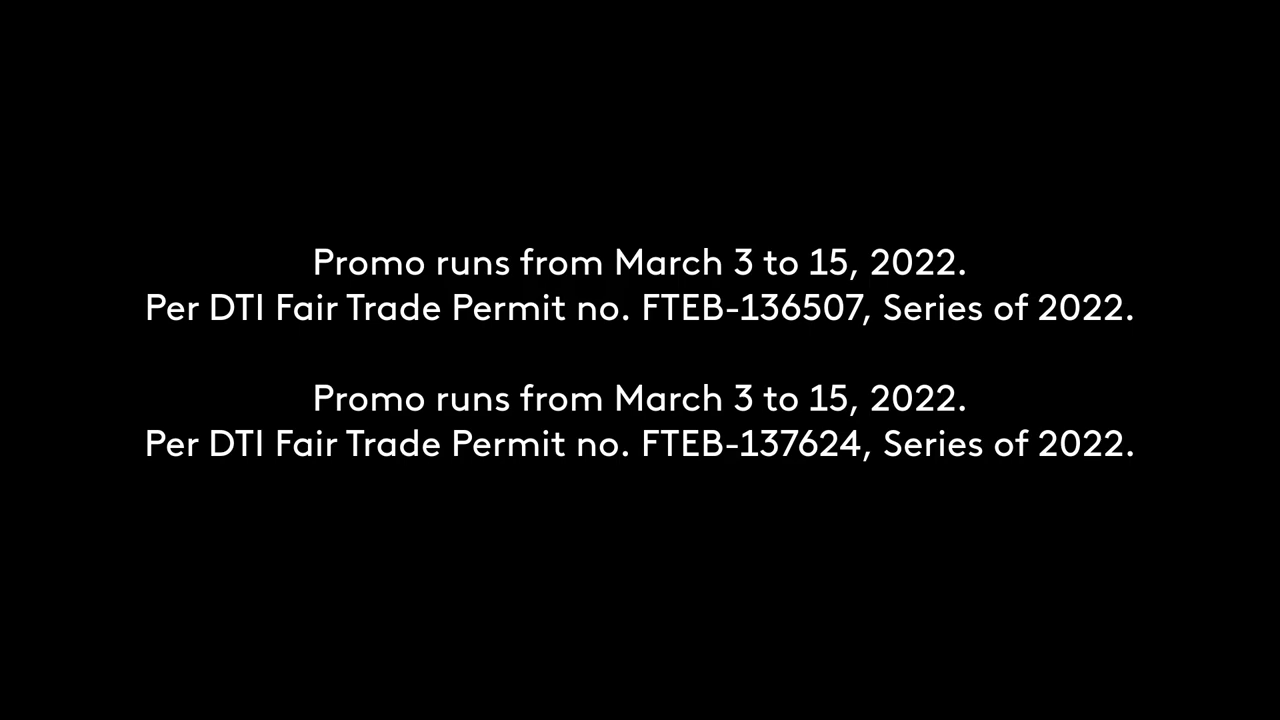 Promo runs from March 3 to 15, 2022.
Per DTI Fair Trade Permit no. FTEB-136507, Series of 2022.
Promo runs from March 3 to 15, 2022.
Per DTI Fair Trade Permit no. FTEB-137624, Series of 2022.